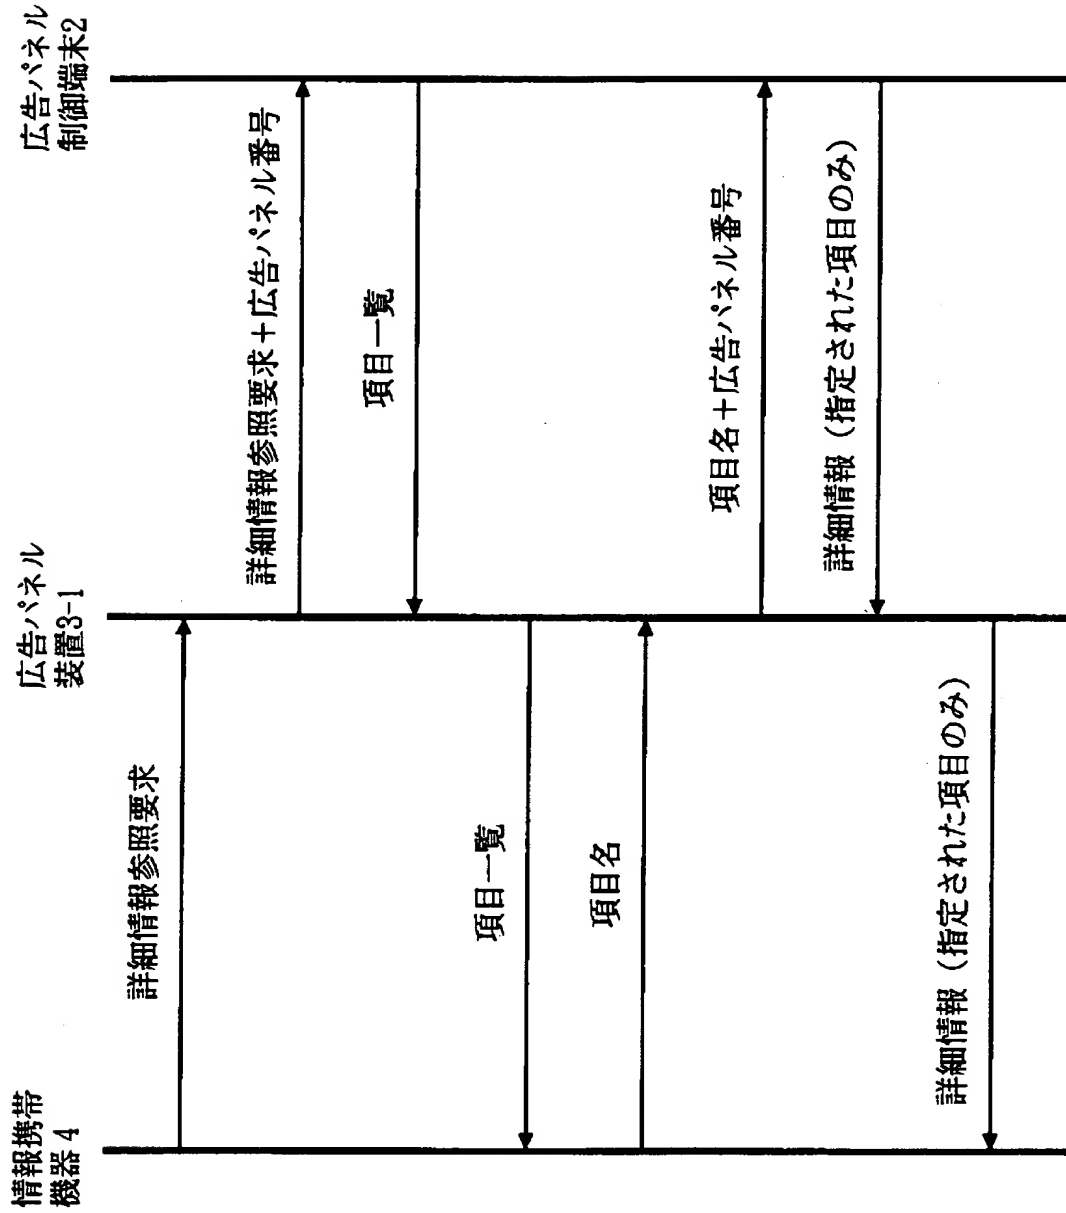 情報携帯
機器4
広告パネル
装置3-1
広告パネル
制御端末2
詳細情報参照要求
詳細情報参照要求+広告パネル番号
項目一覧
項目一覧
項目名
項目名+広告パネル番号
詳細情報(指定された項目のみ)
詳細情報(指定された項目のみ)